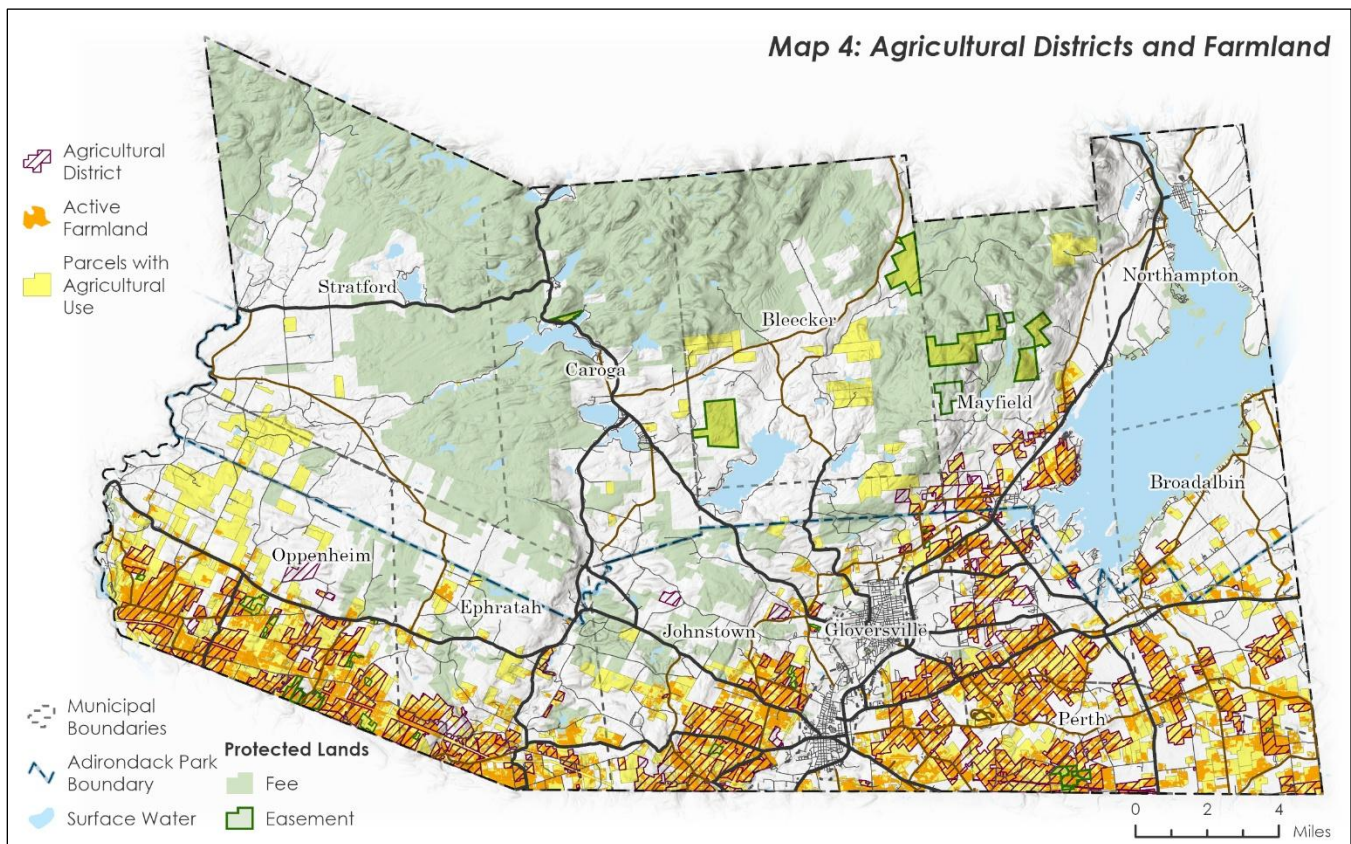 Map 4: Agricultural Districts and Farmland
Agricultural
District
Active
Farmland
Parcels with
Agricultural
Use
Stratford
Northampton
Bleecker
Caroga
Mayfield
Broadalbin
Oppenheim
Ephratah
Johnstown
Gloversville
Perth
Municipal
Boundaries
Adirondack Park
Boundary
Surface Water
Protected Lands
Fee
Easement
0 2 4
Miles